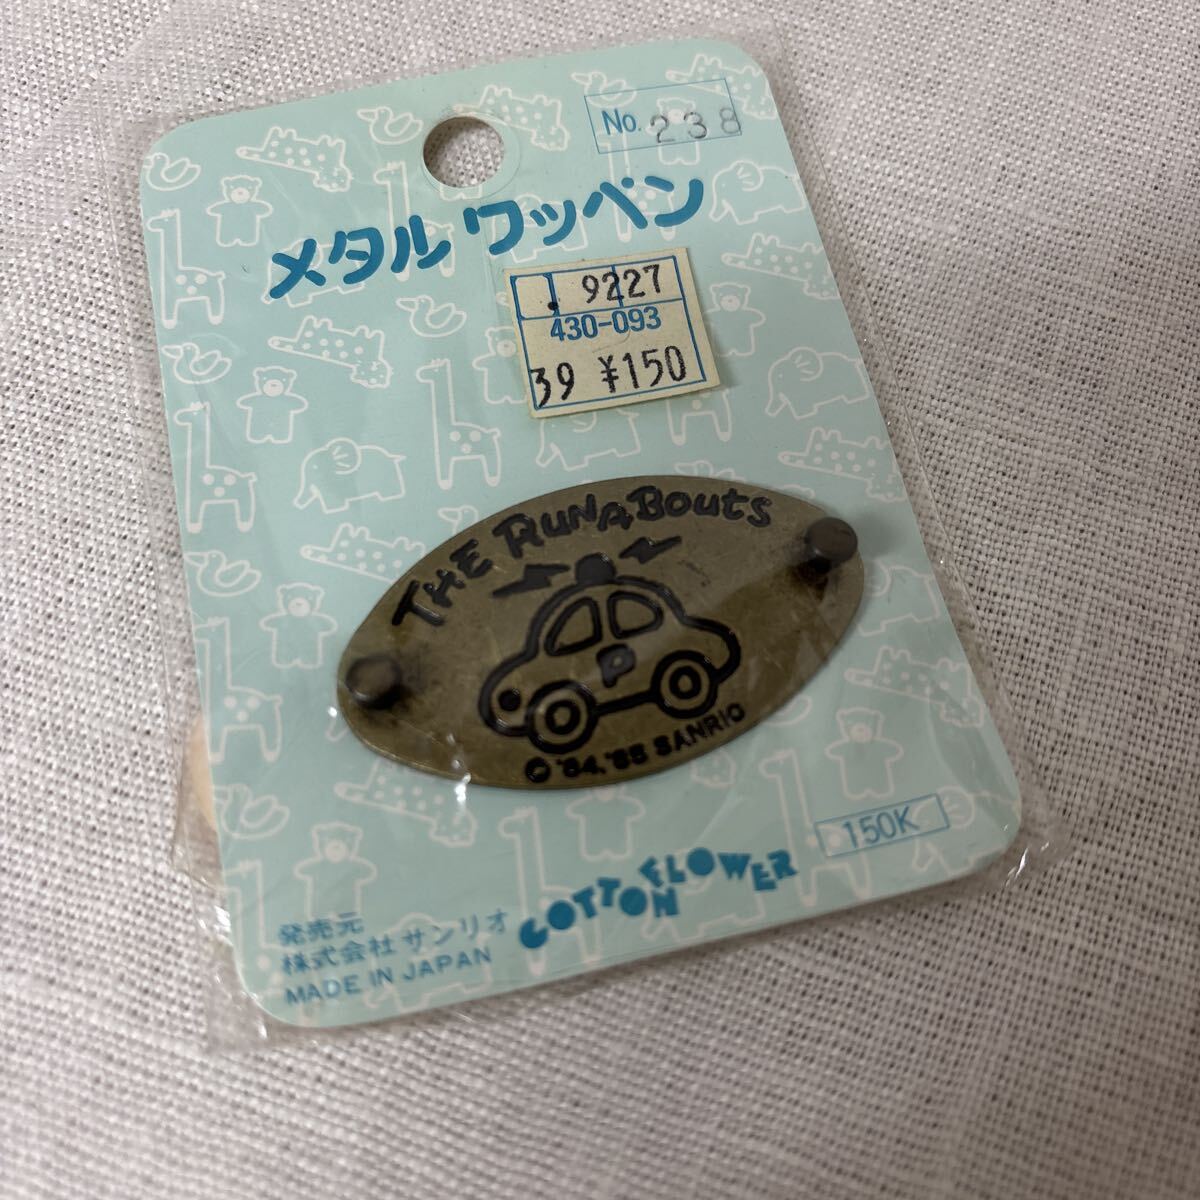 No. 238
メタルワッペン
. 9227
430-093
39 ¥150
THE RUNABOUTS
P
© '84, '85 SANRIO
150K
COTTON FLOWER
発売元
株式会社サンリオ
MADE IN JAPAN